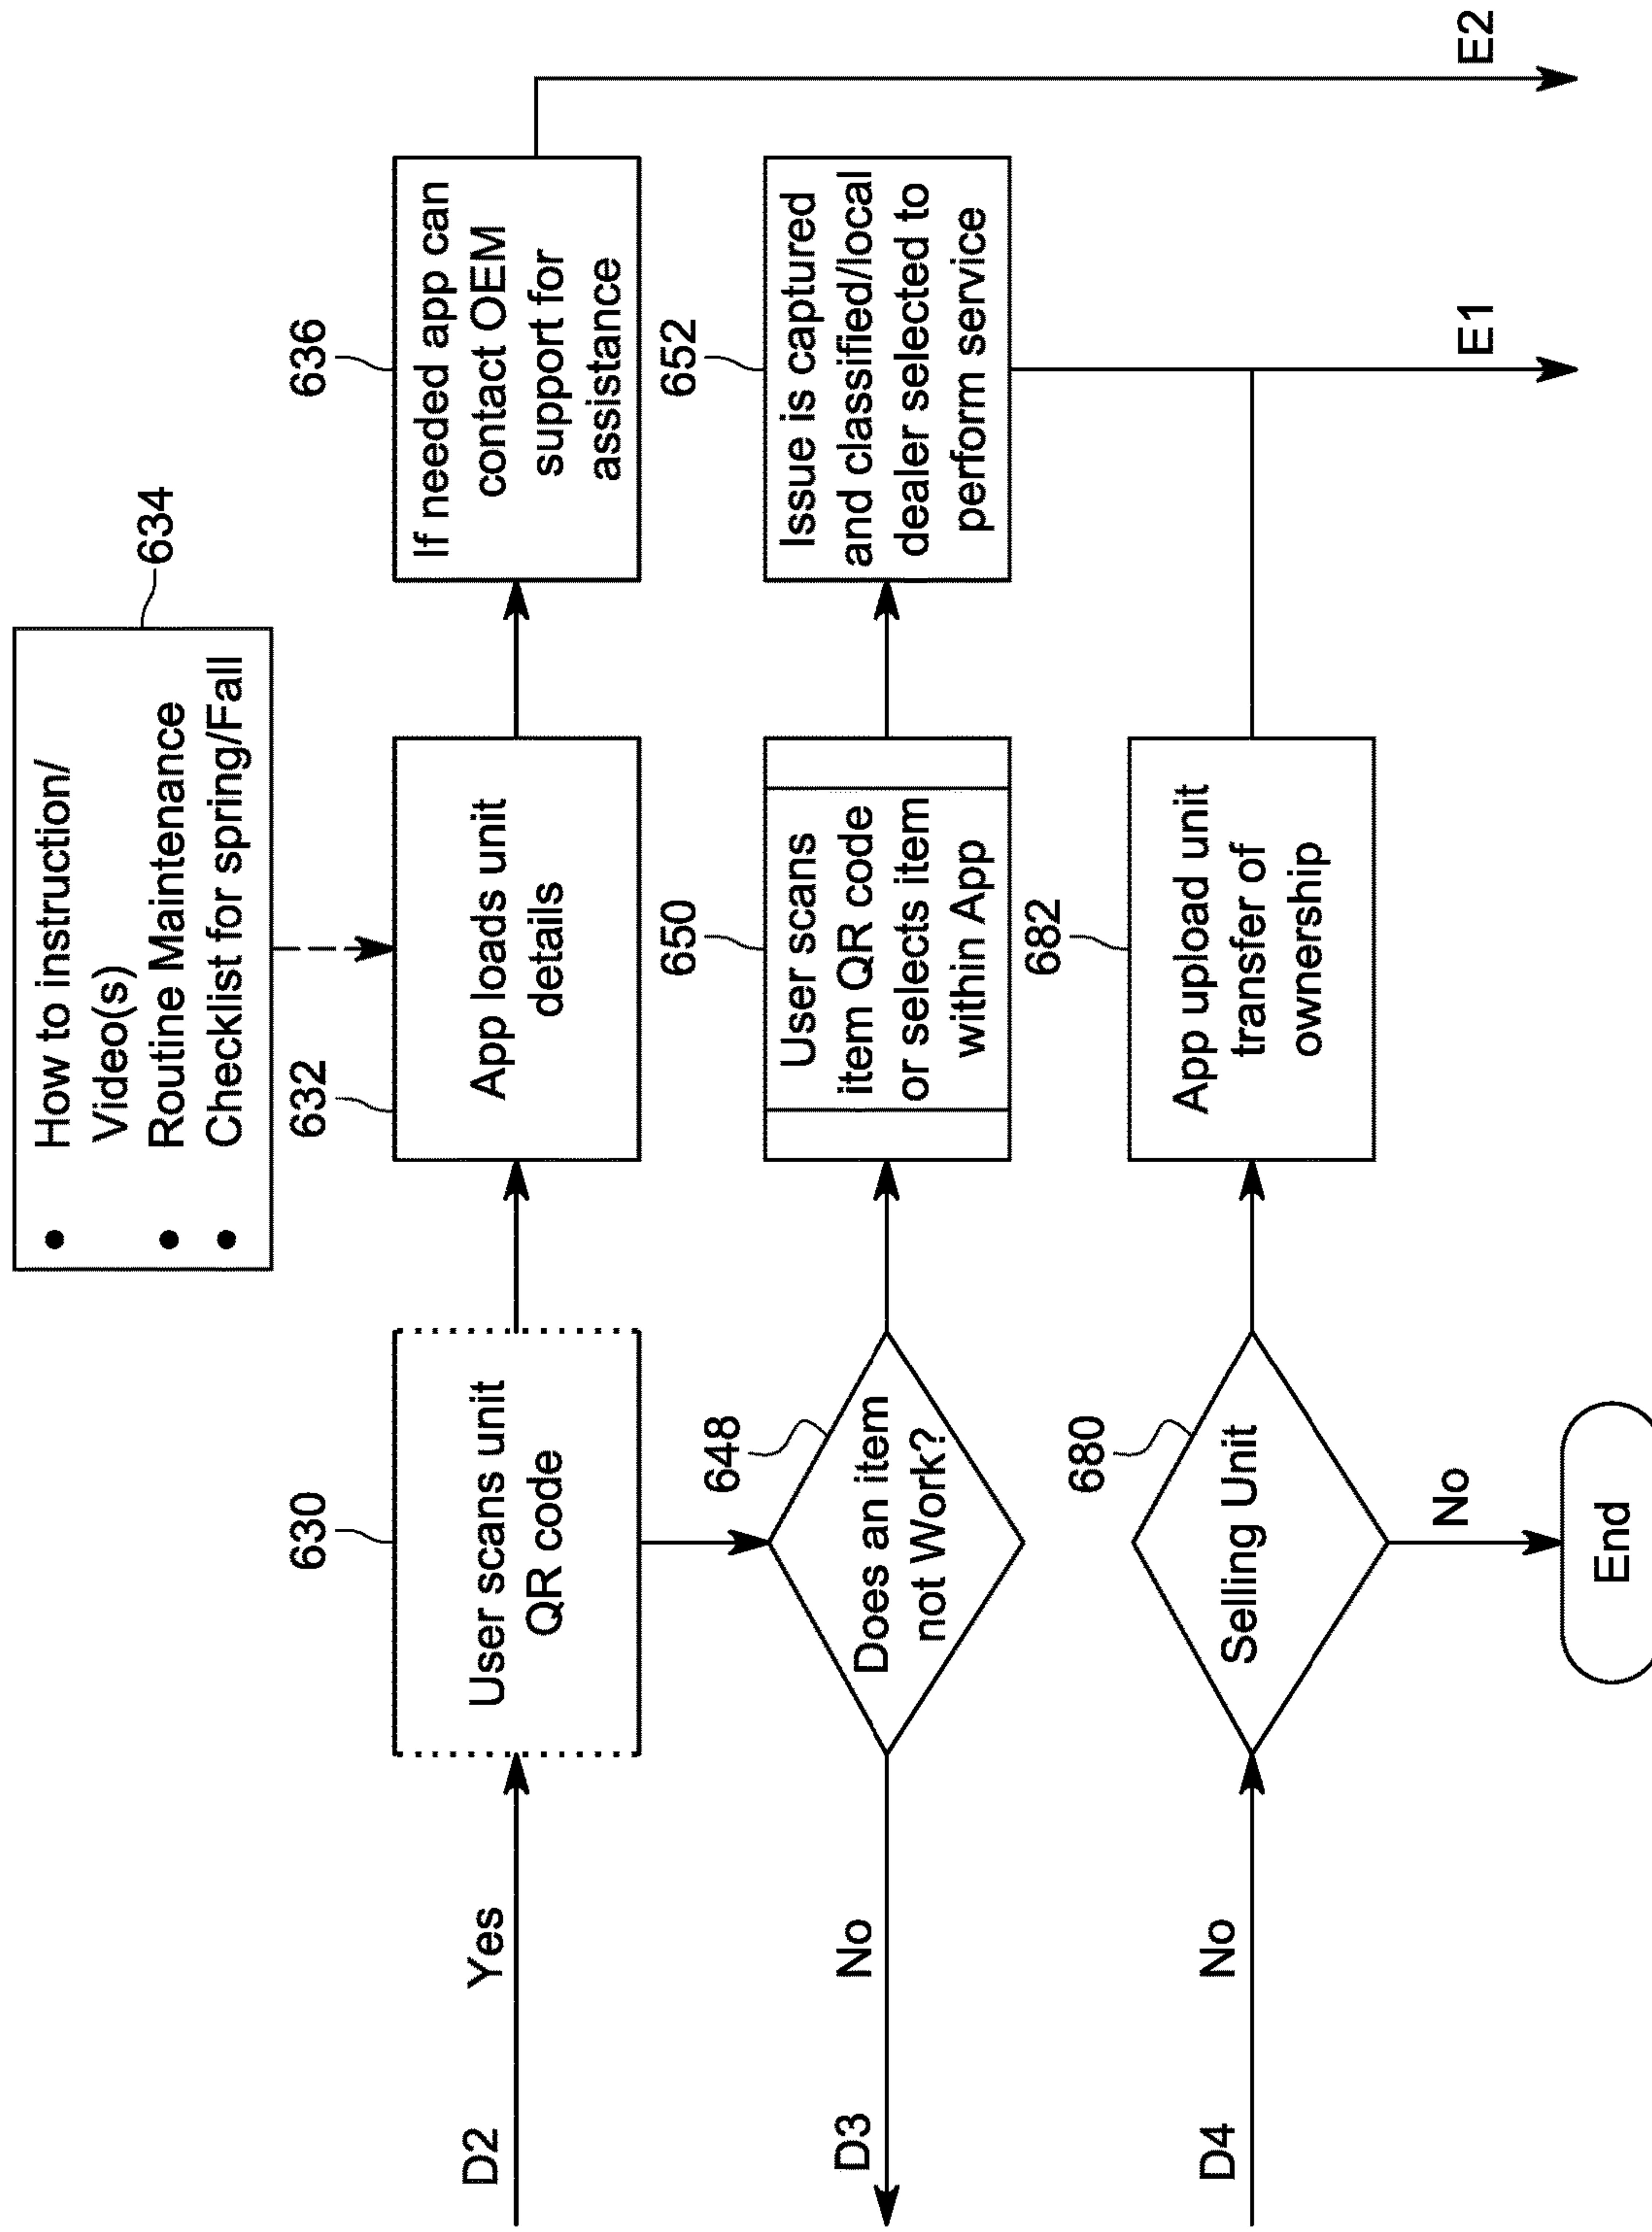 634
• How to instruction/
Video(s)
• Routine Maintenance
• Checklist for spring/Fall
D2
Yes
630
User scans unit
QR code
632
App loads unit
details
636
If needed app can
contact OEM
support for
assistance
E2
D3
No
648
Does an item
not Work?
650
User scans
item QR code
or selects item
within App
652
Issue is captured
and classified/local
dealer selected to
perform service
E1
D4
No
680
Selling Unit
682
App upload unit
transfer of
ownership
No
End